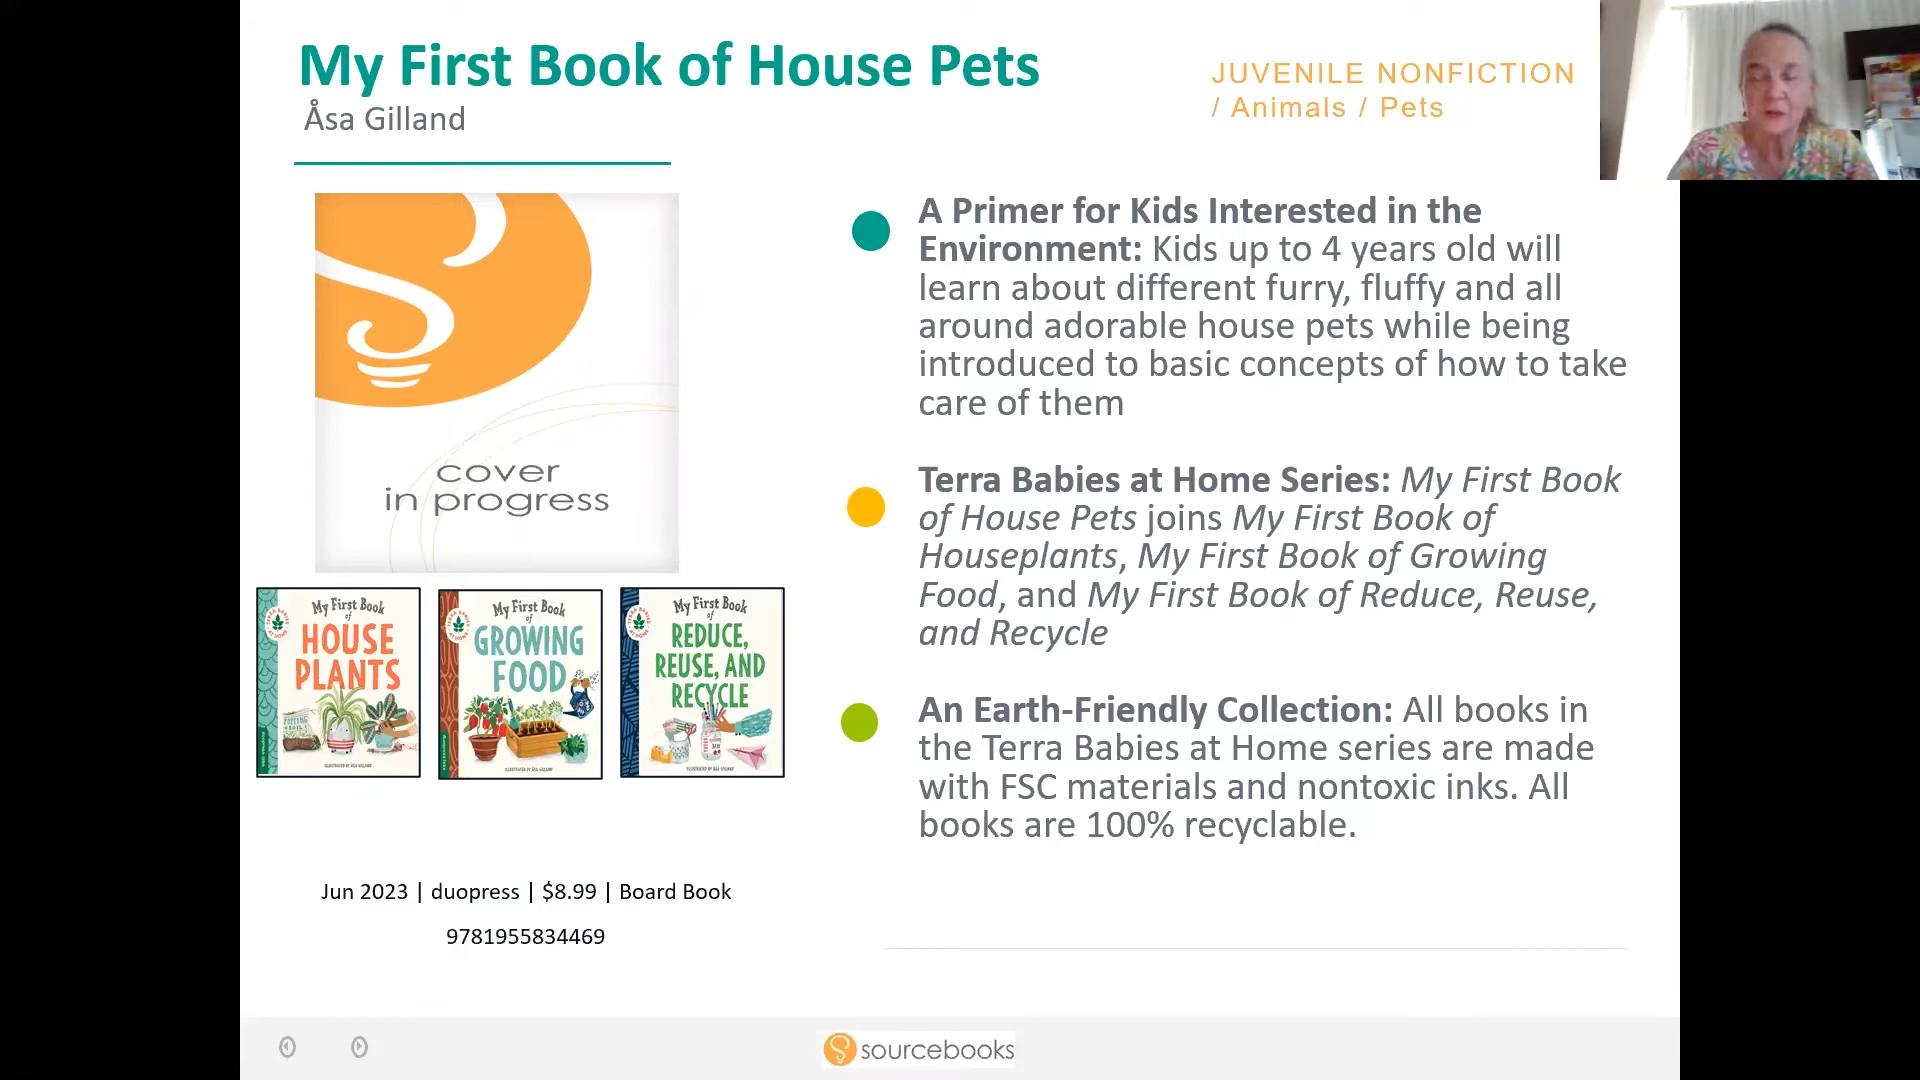 My First Book of House Pets
Åsa Gilland
JUVENILE NONFICTION
/ Animals / Pets
cover
in progress
A Primer for Kids Interested in the
Environment: Kids up to 4 years old will
learn about different furry, fluffy and all
around adorable house pets while being
introduced to basic concepts of how to take
care of them
Terra Babies at Home Series: My First Book
of House Pets joins My First Book of
Houseplants, My First Book of Growing
Food, and My First Book of Reduce, Reuse,
and Recycle
An Earth-Friendly Collection: All books in
the Terra Babies at Home series are made
with FSC materials and nontoxic inks. All
books are 100% recyclable.
My First Book
of
HOUSE
PLANTS
My First Book
of
GROWING
FOOD
My First Book
of
REDUCE,
REUSE, AND
RECYCLE
Jun 2023 | duopress | $8.99 | Board Book
9781955834469
sourcebooks